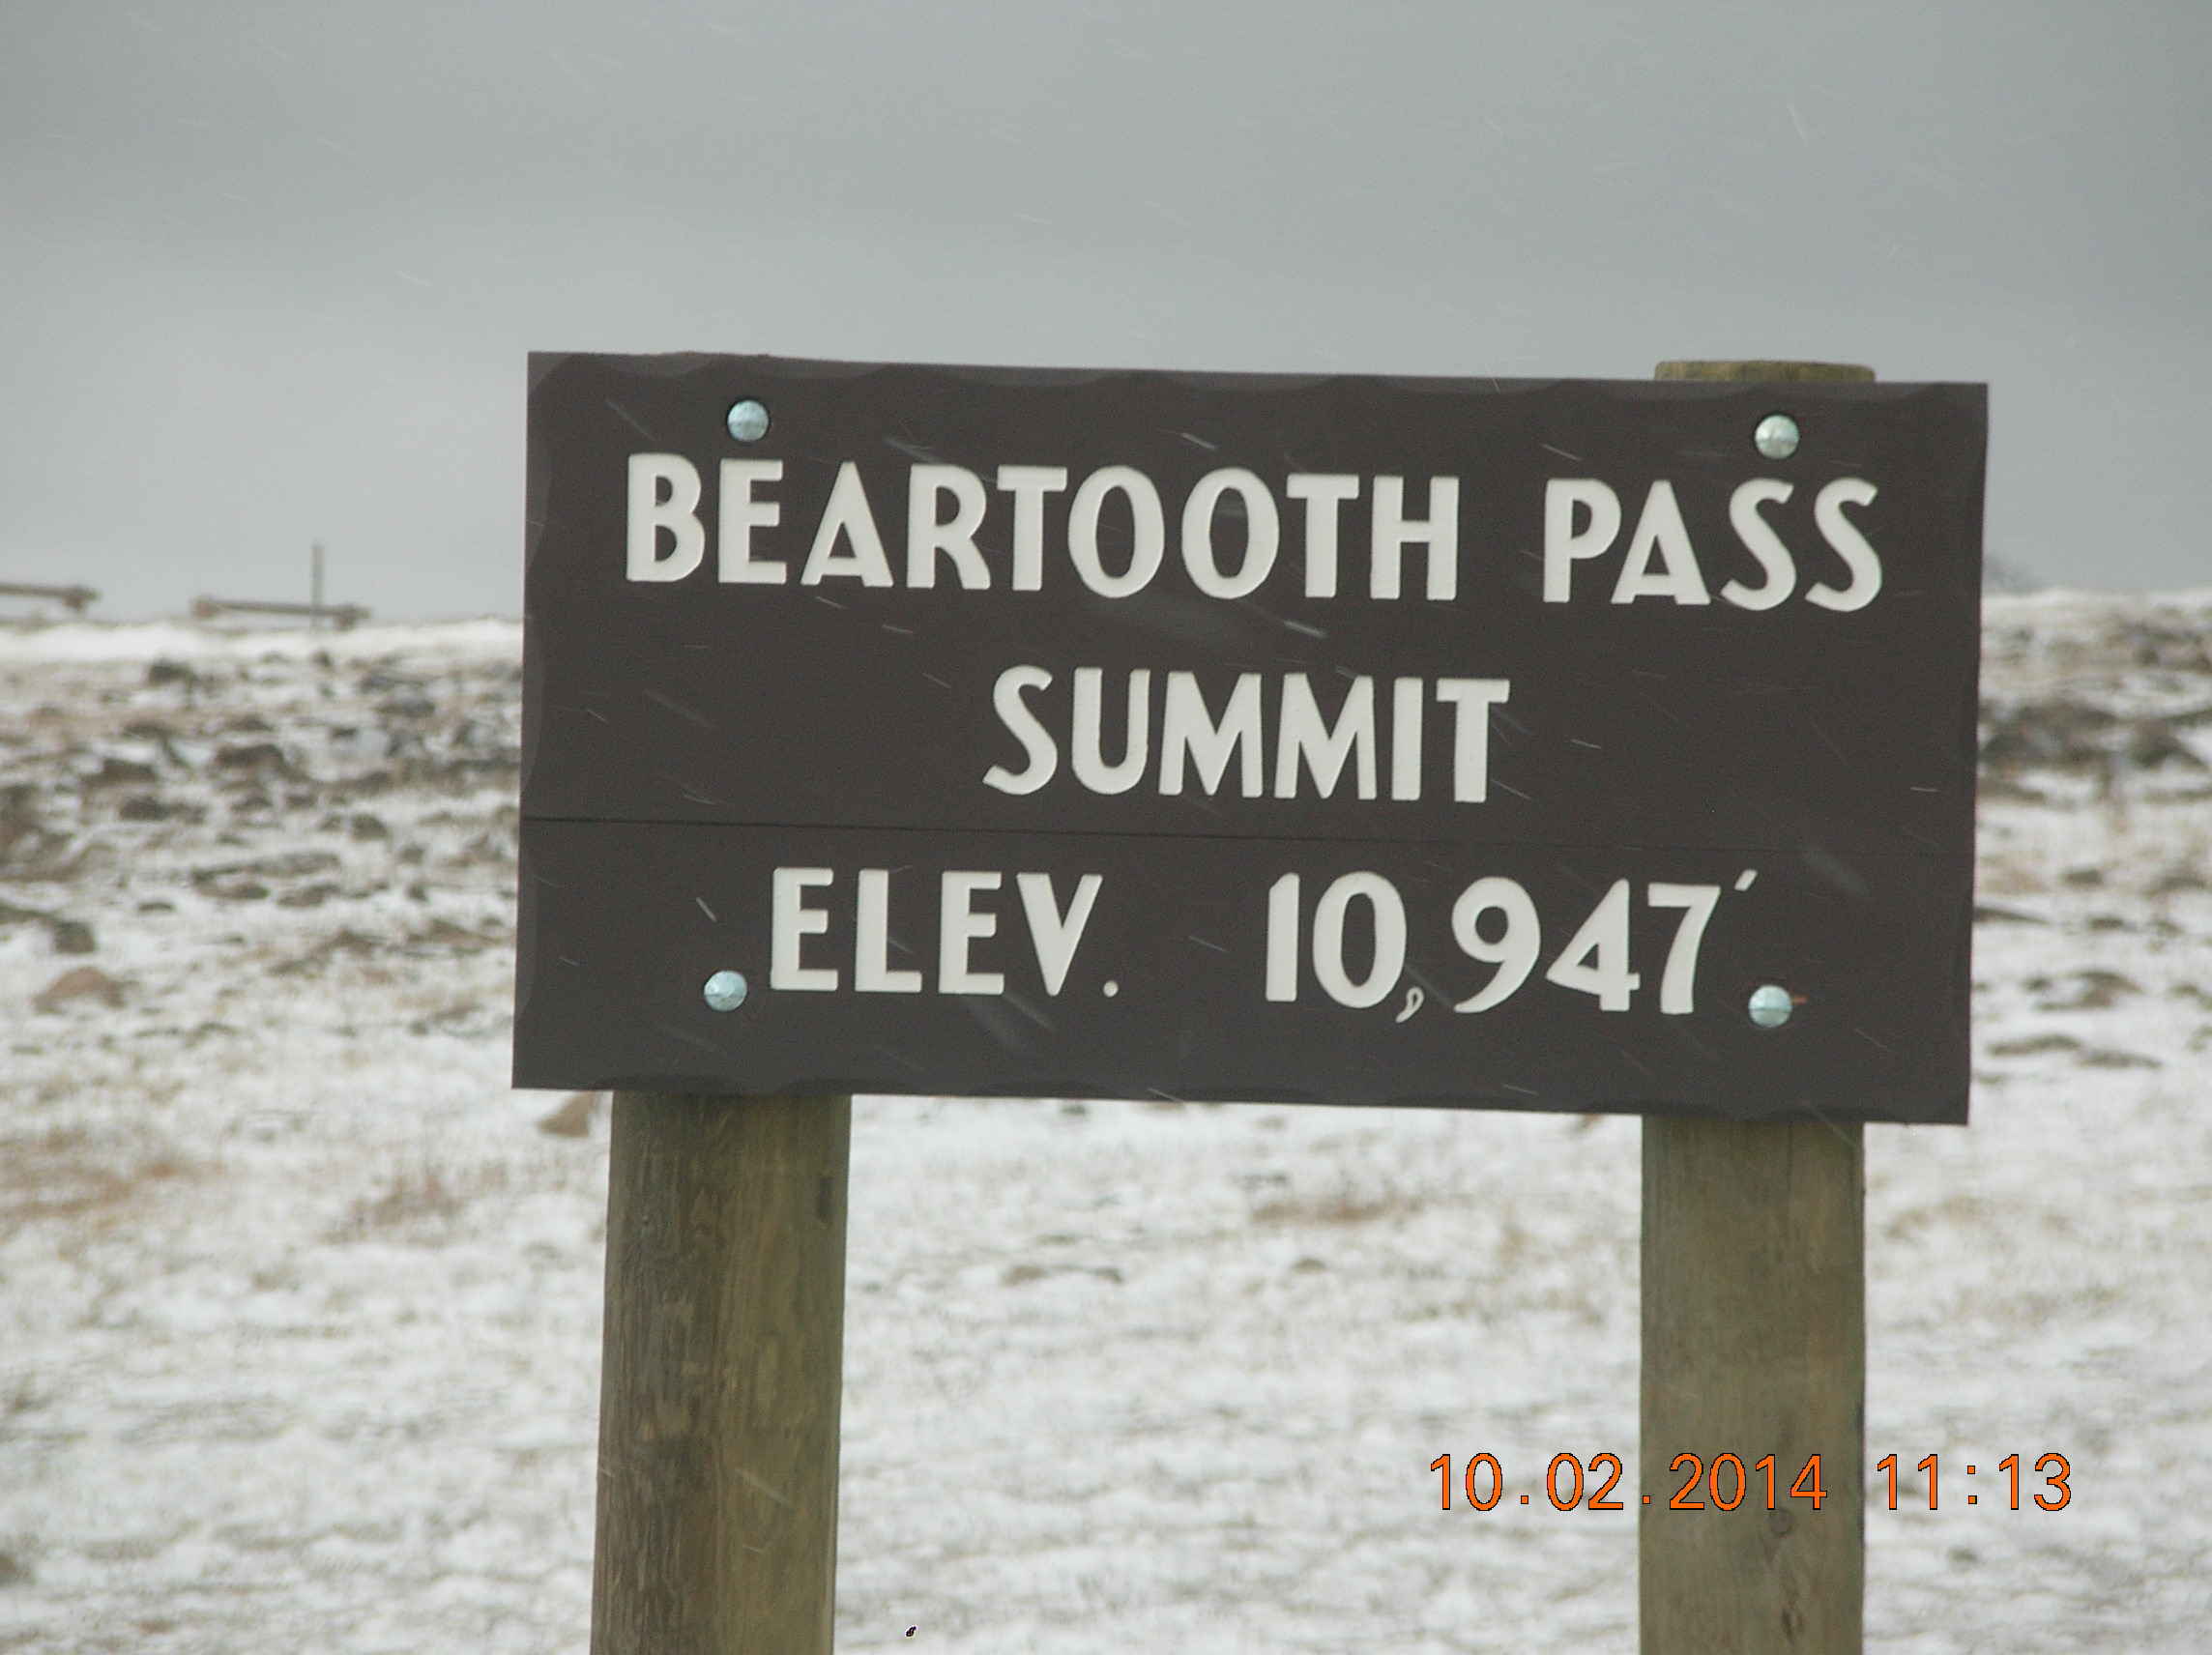 BEARTOOTH PASS
SUMMIT
ELEV. 10,947'
10.02.2014 11:13